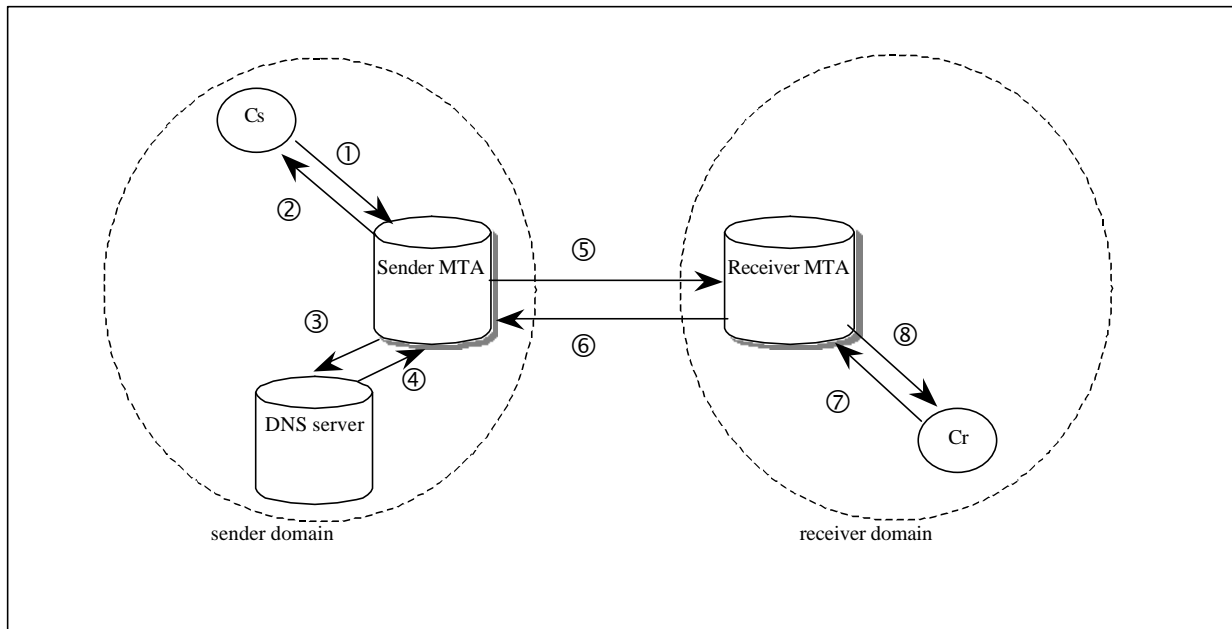 Cs
①
②
Sender MTA
⑤
Receiver MTA
③
⑥
⑧
④
⑦
DNS server
Cr
sender domain
receiver domain